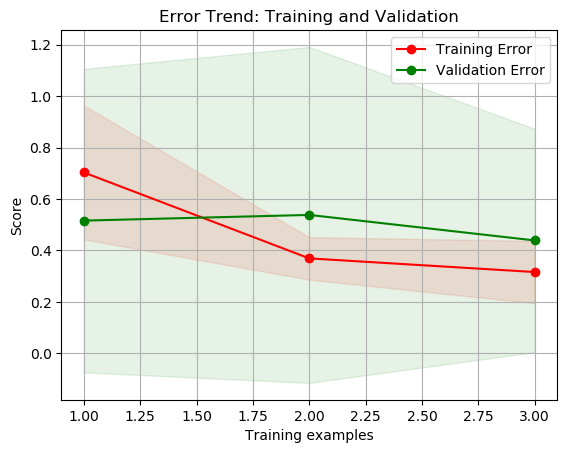 Error Trend: Training and Validation
Training Error
Validation Error
Score
1.2
1.0
0.8
0.6
0.4
0.2
0.0
1.00 1.25 1.50 1.75 2.00 2.25 2.50 2.75 3.00
Training examples